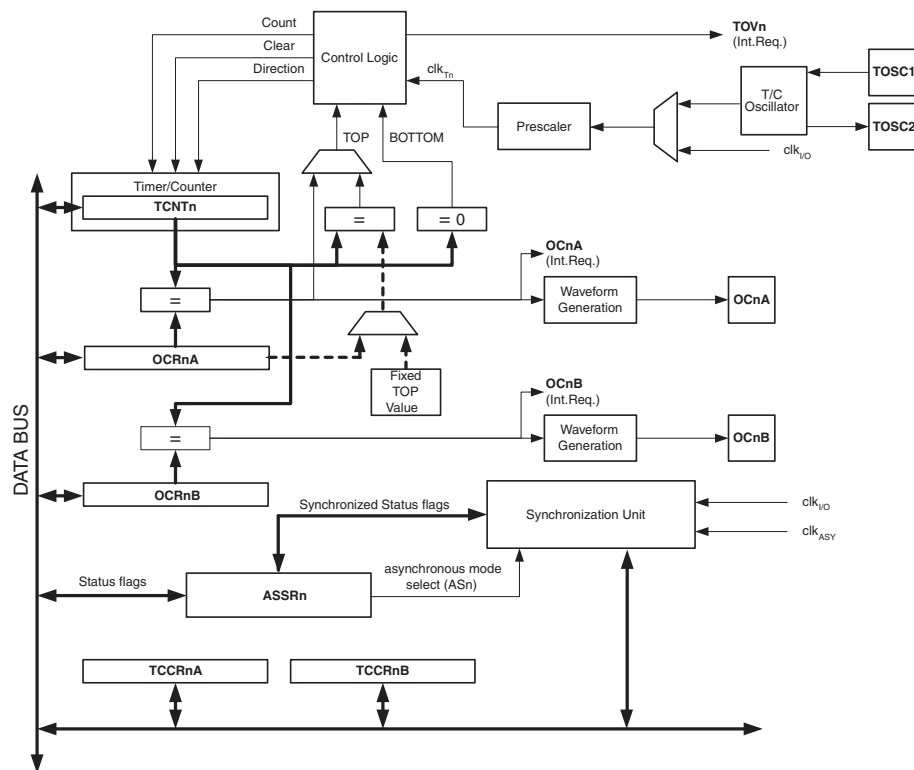 Count
Clear
Direction
Control Logic
clkTn
TOVn
(Int.Req.)
TOSC1
T/C
Oscillator
TOSC2
Prescaler
clkI/O
TOP
BOTTOM
Timer/Counter
TCNTn
=
= 0
OCnA
(Int.Req.)
=
Waveform
Generation
OCnA
OCRnA
Fixed
TOP
Value
OCnB
(Int.Req.)
=
Waveform
Generation
OCnB
OCRnB
DATA BUS
Synchronized Status flags
Synchronization Unit
clkI/O
clkASY
Status flags
ASSRn
asynchronous mode
select (ASn)
TCCRnA
TCCRnB